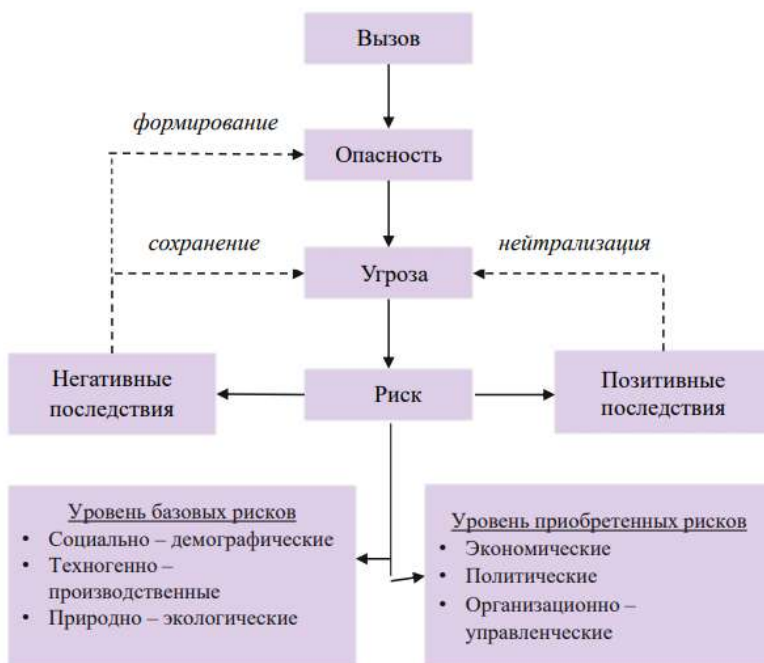 Вызов
формирование
Опасность
сохранение
нейтрализация
Угроза
Негативные
последствия
Риск
Позитивные
последствия
Уровень базовых рисков
• Социально – демографические
• Техногенно –
производственные
• Природно – экологические
Уровень приобретенных рисков
• Экономические
• Политические
• Организационно –
управленческие